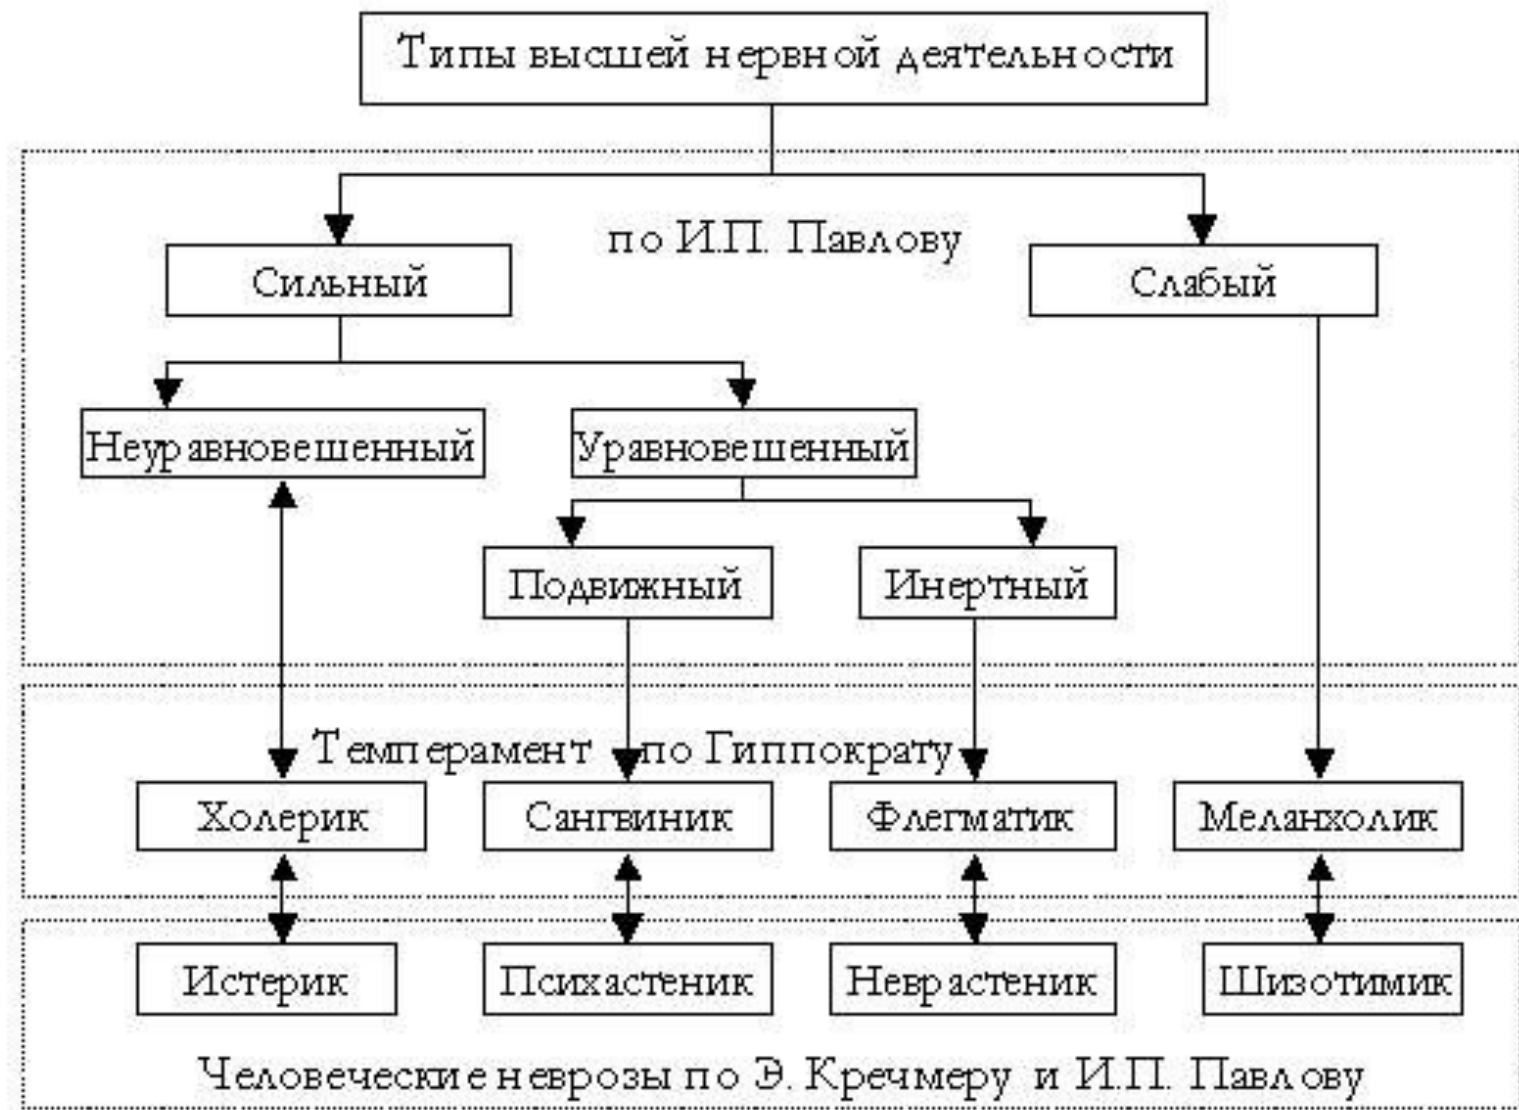 Типы высшей нервной деятельности
по И.П. Павлову
Сильный
Слабый
Неуравновешенный
Уравновешенный
Подвижный
Инертный
Темперамент по Гиппократу
Холерик
Сангвиник
Флегматик
Меланхолик
Истерик
Психастеник
Неврастеник
Шизотимик
Человеческие неврозы по Э. Кречмеру и И.П. Павлову